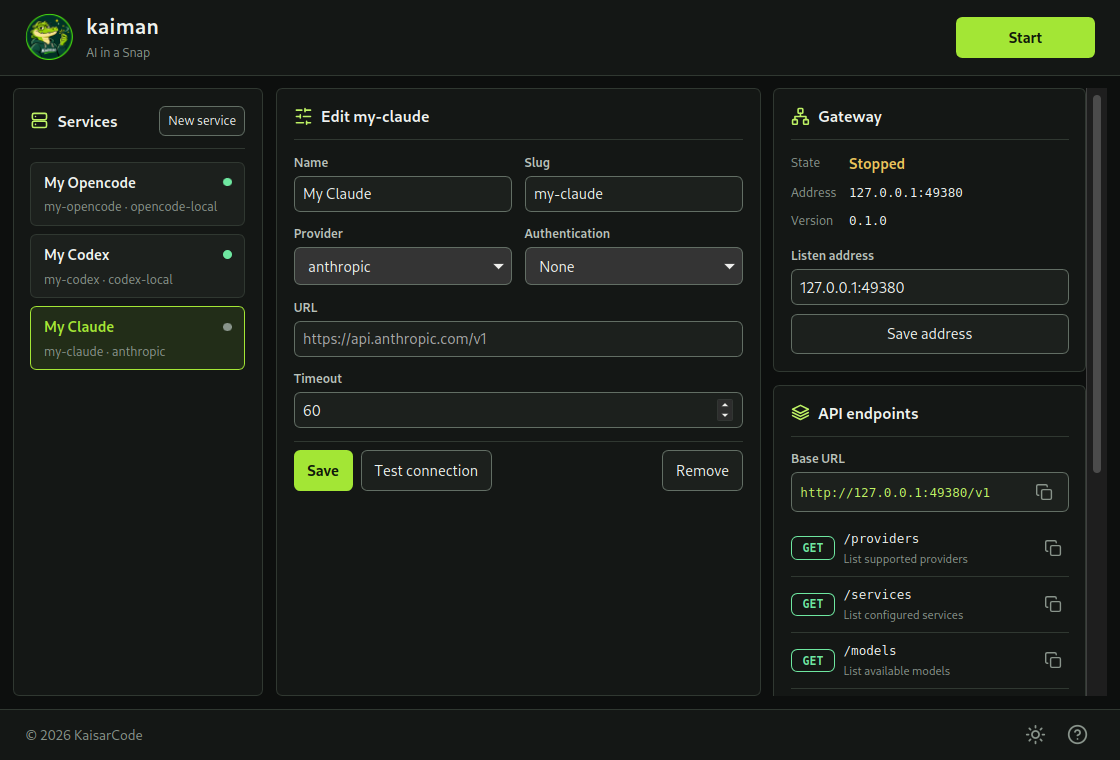 kaiman
AI in a Snap
Start
Services
New service
My Opencode
my-opencode · opencode-local
My Codex
my-codex · codex-local
My Claude
my-claude · anthropic
Edit my-claude
Name
Slug
My Claude
my-claude
Provider
Authentication
anthropic
None
URL
https://api.anthropic.com/v1
Timeout
60
Save
Test connection
Remove
Gateway
State
Stopped
Address
127.0.0.1:49380
Version
0.1.0
Listen address
127.0.0.1:49380
Save address
API endpoints
Base URL
http://127.0.0.1:49380/v1
GET
/providers
List supported providers
GET
/services
List configured services
GET
/models
List available models
© 2026 KaisarCode